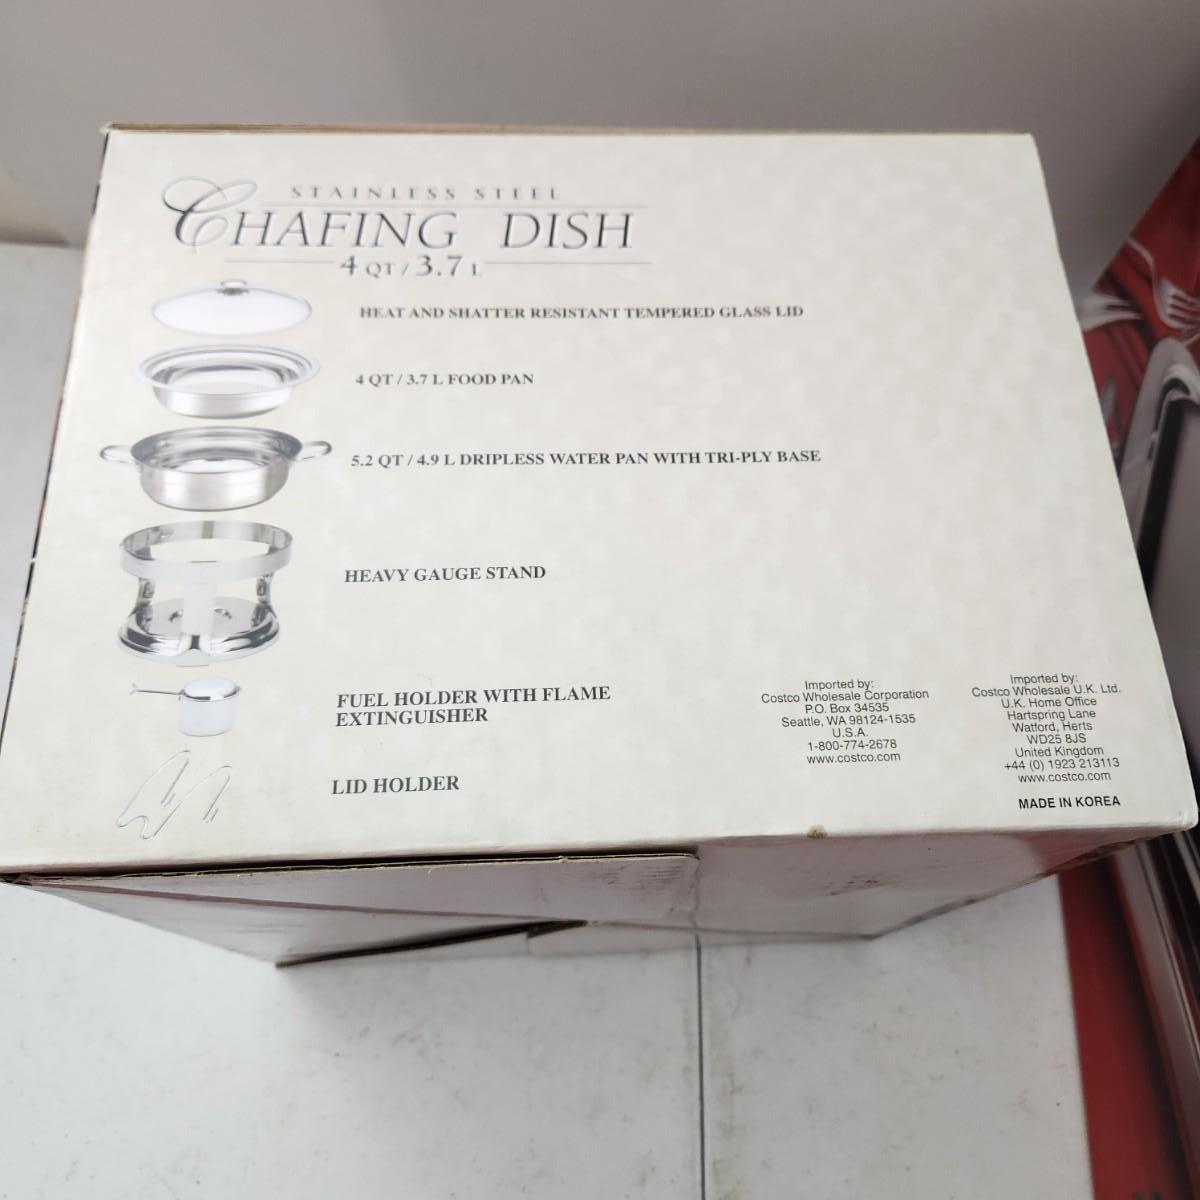 STAINLESS STEEL
CHAFING DISH
4 QT / 3.7 L
HEAT AND SHATTER RESISTANT TEMPERED GLASS LID
4 QT / 3.7 L FOOD PAN
5.2 QT / 4.9 L DRIPLESS WATER PAN WITH TRI-PLY BASE
HEAVY GAUGE STAND
FUEL HOLDER WITH FLAME
EXTINGUISHER
LID HOLDER
Imported by:
Costco Wholesale Corporation
P.O. Box 34535
Seattle, WA 98124-1535
U.S.A.
1-800-774-2678
www.costco.com
Imported by:
Costco Wholesale U.K. Ltd.
U.K. Home Office
Hartspring Lane
Watford, Herts
WD25 8JS
United Kingdom
+44 (0) 1923 213113
www.costco.com
MADE IN KOREA